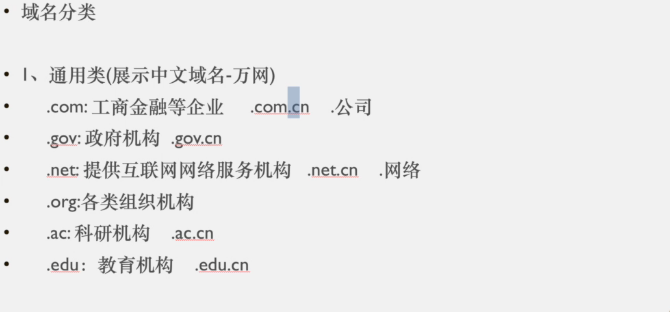 • 域名分类
• 1、通用类(展示中文域名-万网)
• .com: 工商金融等企业 .com.cn .公司
• .gov: 政府机构 .gov.cn
• .net: 提供互联网网络服务机构 .net.cn .网络
• .org:各类组织机构
• .ac: 科研机构 .ac.cn
• .edu：教育机构 .edu.cn